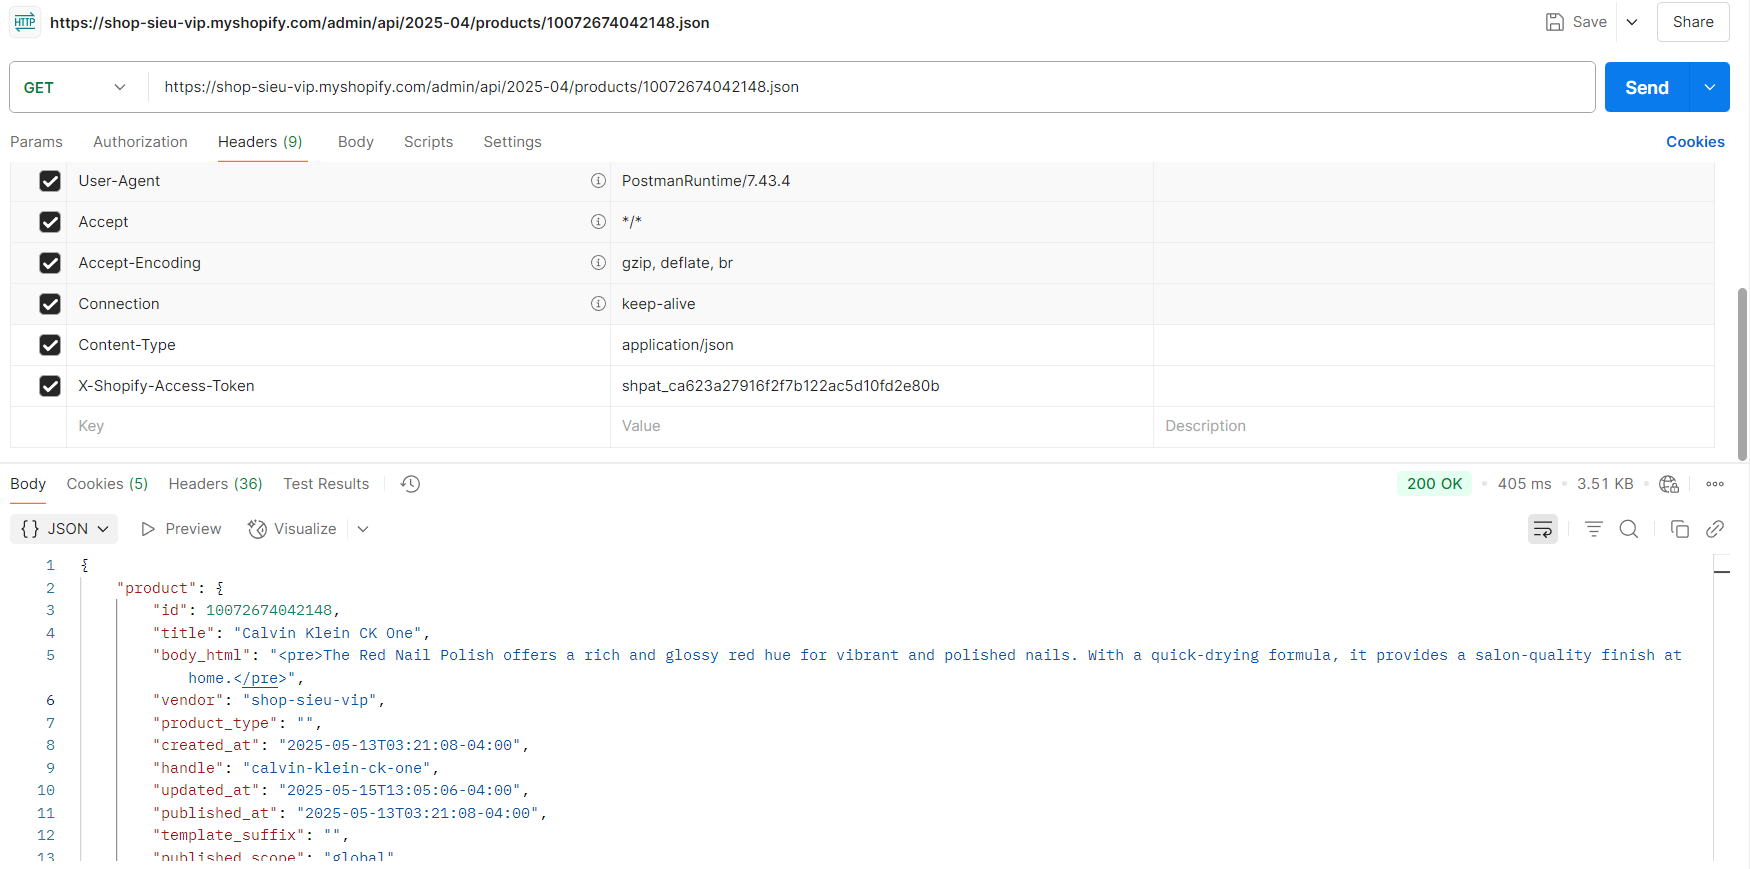 HTTP https://shop-sieu-vip.myshopify.com/admin/api/2025-04/products/10072674042148.json Save Share
GET https://shop-sieu-vip.myshopify.com/admin/api/2025-04/products/10072674042148.json Send
Params Authorization Headers (9) Body Scripts Settings Cookies
User-Agent PostmanRuntime/7.43.4
Accept */*
Accept-Encoding gzip, deflate, br
Connection keep-alive
Content-Type application/json
X-Shopify-Access-Token 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
Key Value Description
Body Cookies (5) Headers (36) Test Results 200 OK • 405 ms • 3.51 KB •
{} JSON Preview Visualize
1 {
2 "product": {
3 "id": 10072674042148,
4 "title": "Calvin Klein CK One",
5 "body_html": "<pre>The Red Nail Polish offers a rich and glossy red hue for vibrant and polished nails. With a quick-drying formula, it provides a salon-quality finish at
home.</pre>",
6 "vendor": "shop-sieu-vip",
7 "product_type": "",
8 "created_at": "2025-05-13T03:21:08-04:00",
9 "handle": "calvin-klein-ck-one",
10 "updated_at": "2025-05-15T13:05:06-04:00",
11 "published_at": "2025-05-13T03:21:08-04:00",
12 "template_suffix": "",
13 "published_scope": "global"